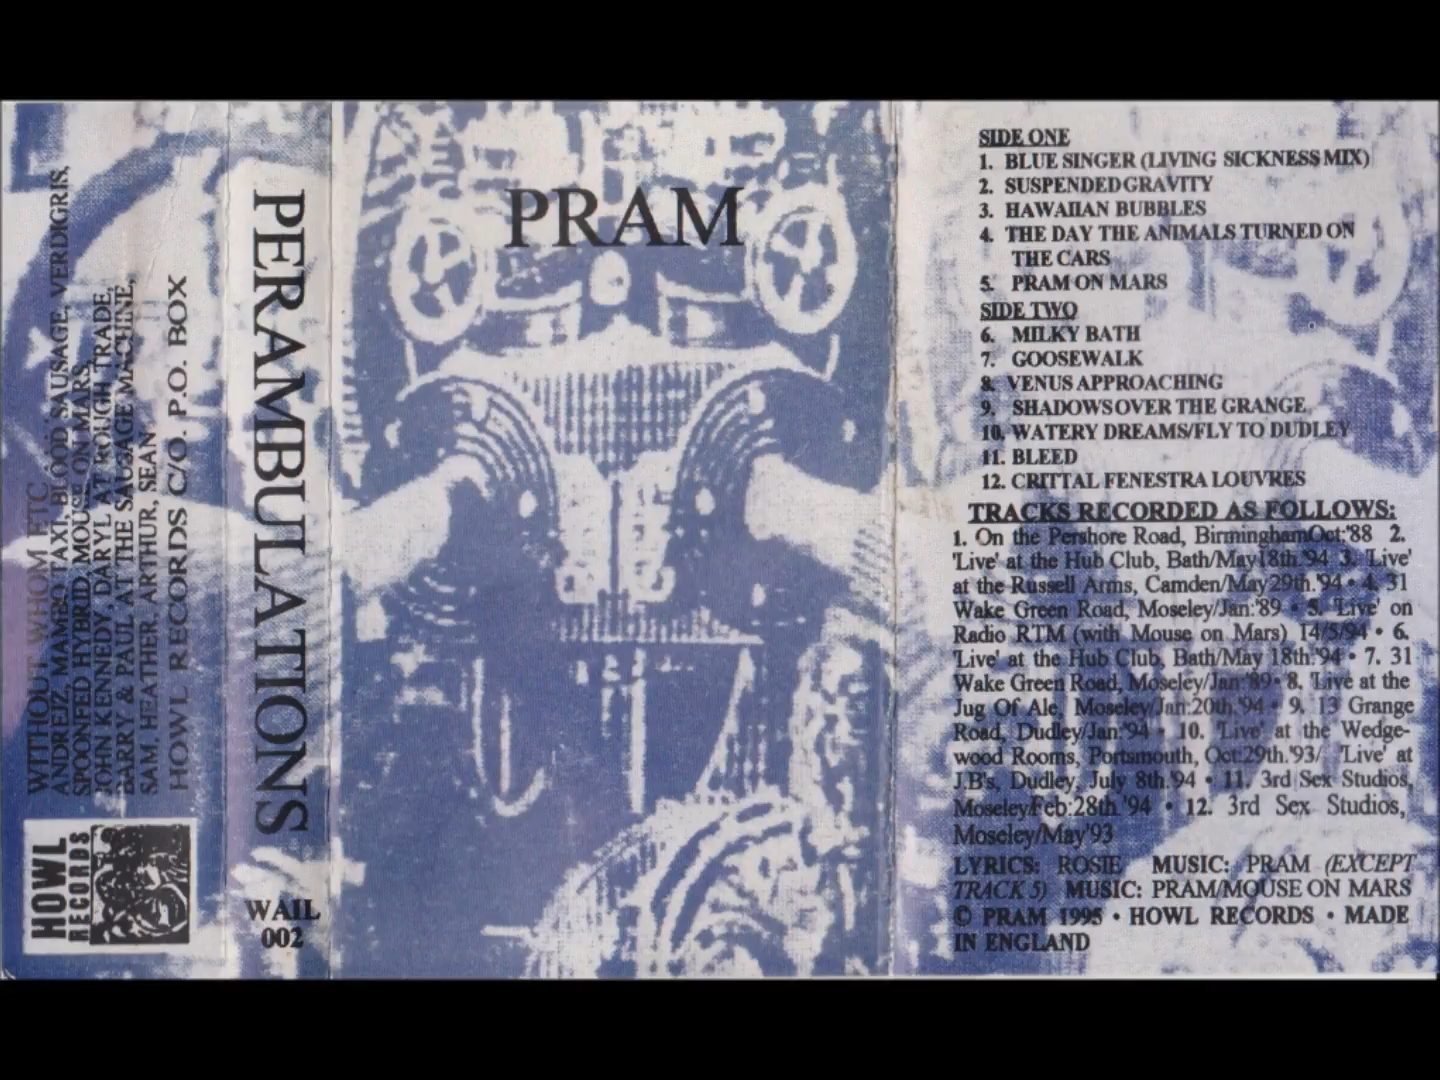 WITHOUT WHOM ETC
ANDREIZ, MAMBO TAXI, BLOOD SAUSAGE, VERDIGRIS,
SPOONFED HYBRID, MOUSE ON MARS,
JOHN KENNEDY, DARYL AT ROUGH TRADE,
BARRY & PAUL AT THE SAUSAGE MACHINE,
SAM, HEATHER, ARTHUR, SEAN
HOWL RECORDS C/O. P.O. BOX
HOWL
RECORDS
PERAMBULATIONS
WAIL
002
PRAM
SIDE ONE
1. BLUE SINGER (LIVING SICKNESS MIX)
2. SUSPENDED GRAVITY
3. HAWAIIAN BUBBLES
4. THE DAY THE ANIMALS TURNED ON
THE CARS
5. PRAM ON MARS
SIDE TWO
6. MILKY BATH
7. GOOSEWALK
8. VENUS APPROACHING
9. SHADOWS OVER THE GRANGE
10. WATERY DREAMS/FLY TO DUDLEY
11. BLEED
12. CRITTAL FENESTRA LOUVRES
TRACKS RECORDED AS FOLLOWS:
1. On the Pershore Road, Birmingham Oct:'88 2.
'Live' at the Hub Club, Bath/May18th.'94 3. 'Live'
at the Russell Arms, Camden/May29th.'94 • 4. 31
Wake Green Road, Moseley/Jan:'89 • 5. 'Live' on
Radio RTM (with Mouse on Mars) 14/5/94 • 6.
'Live' at the Hub Club, Bath/May 18th.'94 • 7. 31
Wake Green Road, Moseley/Jan:'89• 8. 'Live at the
Jug Of Ale, Moseley/Jan:20th.'94 • 9. 13 Grange
Road, Dudley/Jan:'94 • 10. 'Live' at the Wedge-
wood Rooms, Portsmouth, Oct:29th.'93/ 'Live' at
J.B's, Dudley, July 8th.'94 • 11. 3rd Sex Studios,
Moseley/Feb:28th.'94 • 12. 3rd Sex Studios,
Moseley/May'93
LYRICS: ROSIE MUSIC: PRAM (EXCEPT
TRACK 5) MUSIC: PRAM/MOUSE ON MARS
© PRAM 1995 • HOWL RECORDS • MADE
IN ENGLAND